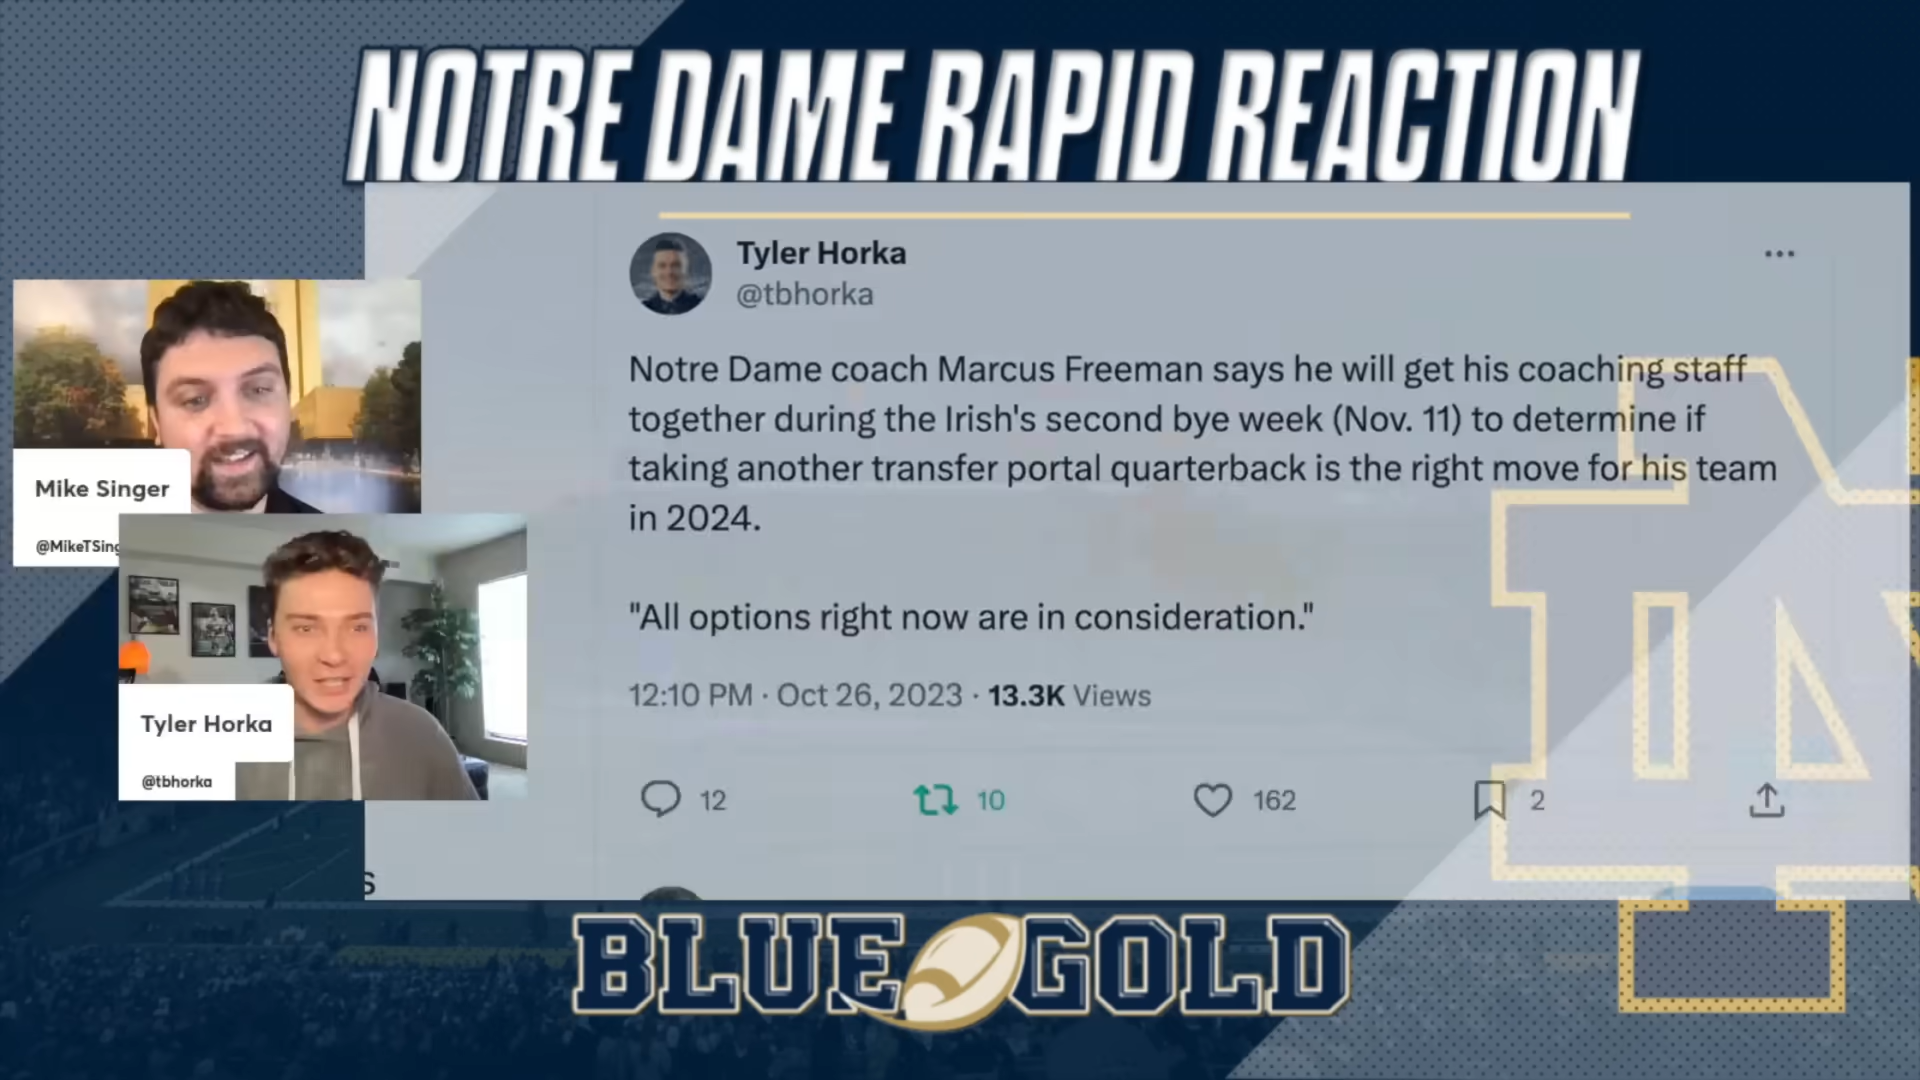 NOTRE DAME RAPID REACTION
Tyler Horka
@tbhorka
Notre Dame coach Marcus Freeman says he will get his coaching staff
together during the Irish's second bye week (Nov. 11) to determine if
taking another transfer portal quarterback is the right move for his team
in 2024.
"All options right now are in consideration."
12:10 PM · Oct 26, 2023 · 13.3K Views
12 10 162 2
Mike Singer
@MikeTSing
Tyler Horka
@tbhorka
S
BLUE GOLD